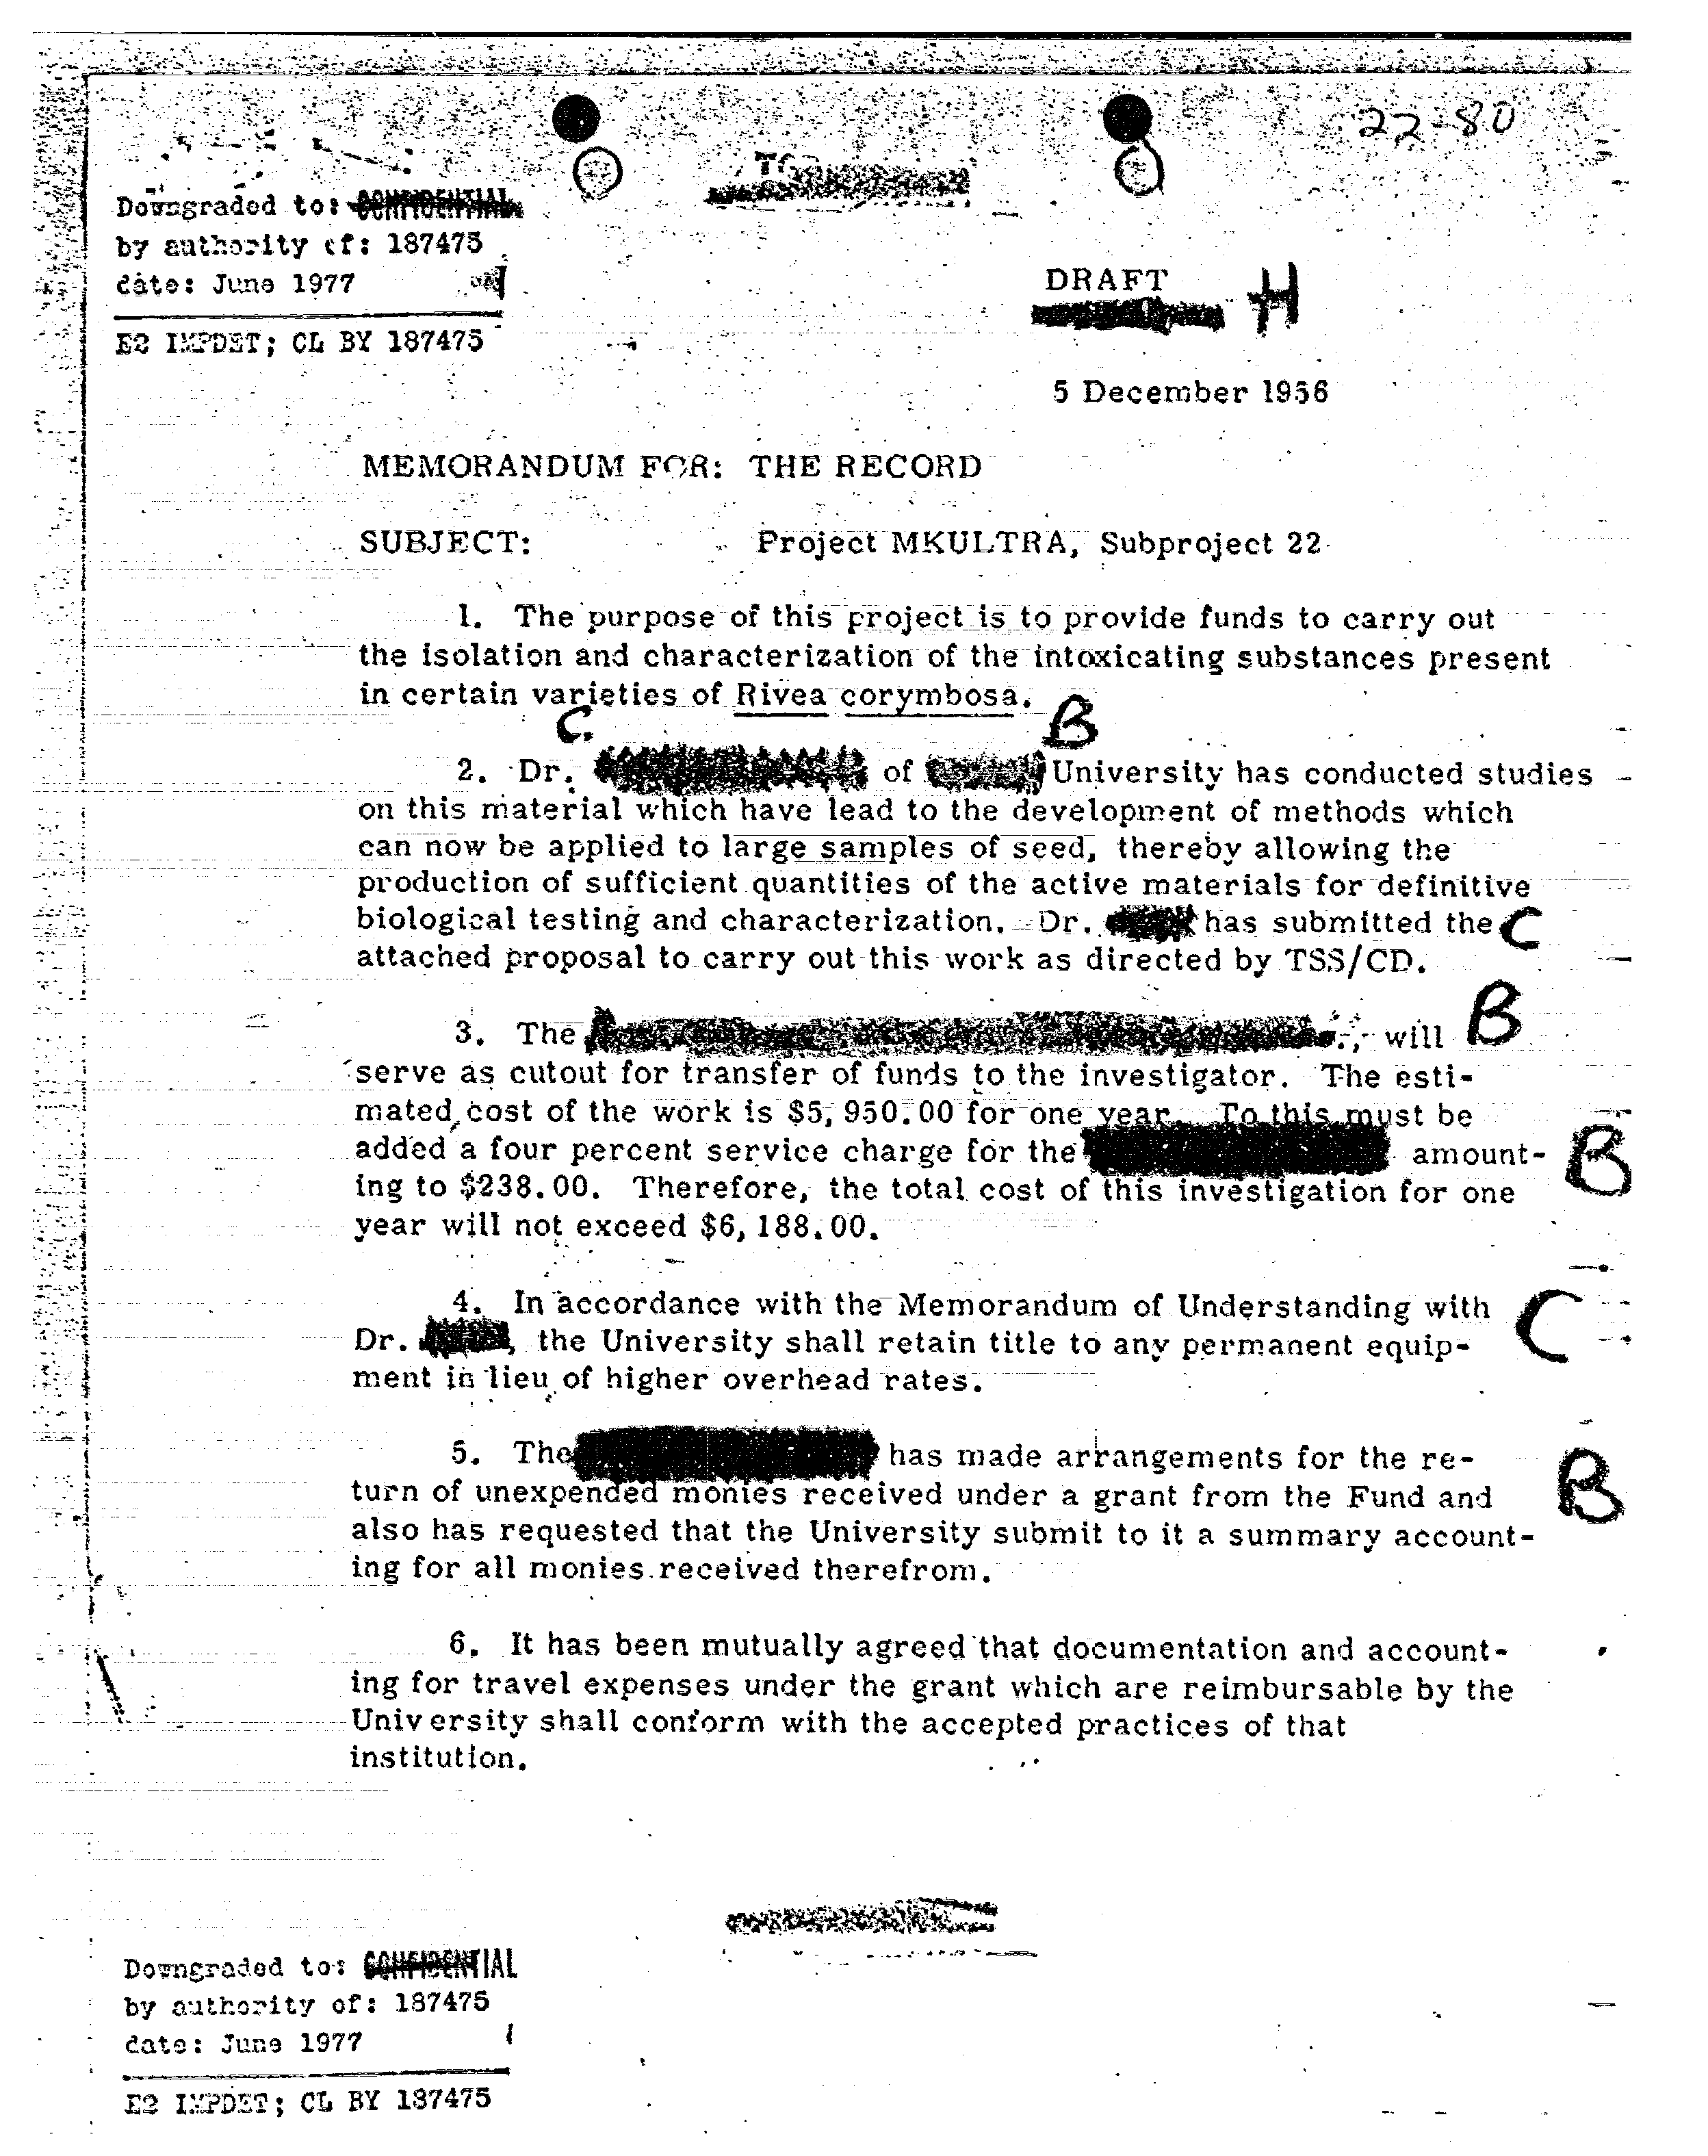 22-80
Downgraded to: CONFIDENTIAL
by authority of: 187475
date: June 1977
E2 IMPDET; CL BY 187475
DRAFT H
5 December 1956
MEMORANDUM FOR: THE RECORD
SUBJECT: Project MKULTRA, Subproject 22
1. The purpose of this project is to provide funds to carry out
the isolation and characterization of the intoxicating substances present
in certain varieties of Rivea corymbosa.
C. B
2. Dr. of University has conducted studies
on this material which have lead to the development of methods which
can now be applied to large samples of seed, thereby allowing the
production of sufficient quantities of the active materials for definitive
biological testing and characterization. Dr. has submitted the C
attached proposal to carry out this work as directed by TSS/CD.
3. The , will B
serve as cutout for transfer of funds to the investigator. The esti-
mated cost of the work is $5,950.00 for one year. To this must be
added a four percent service charge for the amount- B
ing to $238.00. Therefore, the total cost of this investigation for one
year will not exceed $6,188.00.
4. In accordance with the Memorandum of Understanding with C
Dr. , the University shall retain title to any permanent equip-
ment in lieu of higher overhead rates.
5. The has made arrangements for the re- B
turn of unexpended monies received under a grant from the Fund and
also has requested that the University submit to it a summary account-
ing for all monies received therefrom.
6. It has been mutually agreed that documentation and account-
ing for travel expenses under the grant which are reimbursable by the
University shall conform with the accepted practices of that
institution.
Downgraded to: CONFIDENTIAL
by authority of: 187475
date: June 1977
E2 IMPDET; CL BY 187475